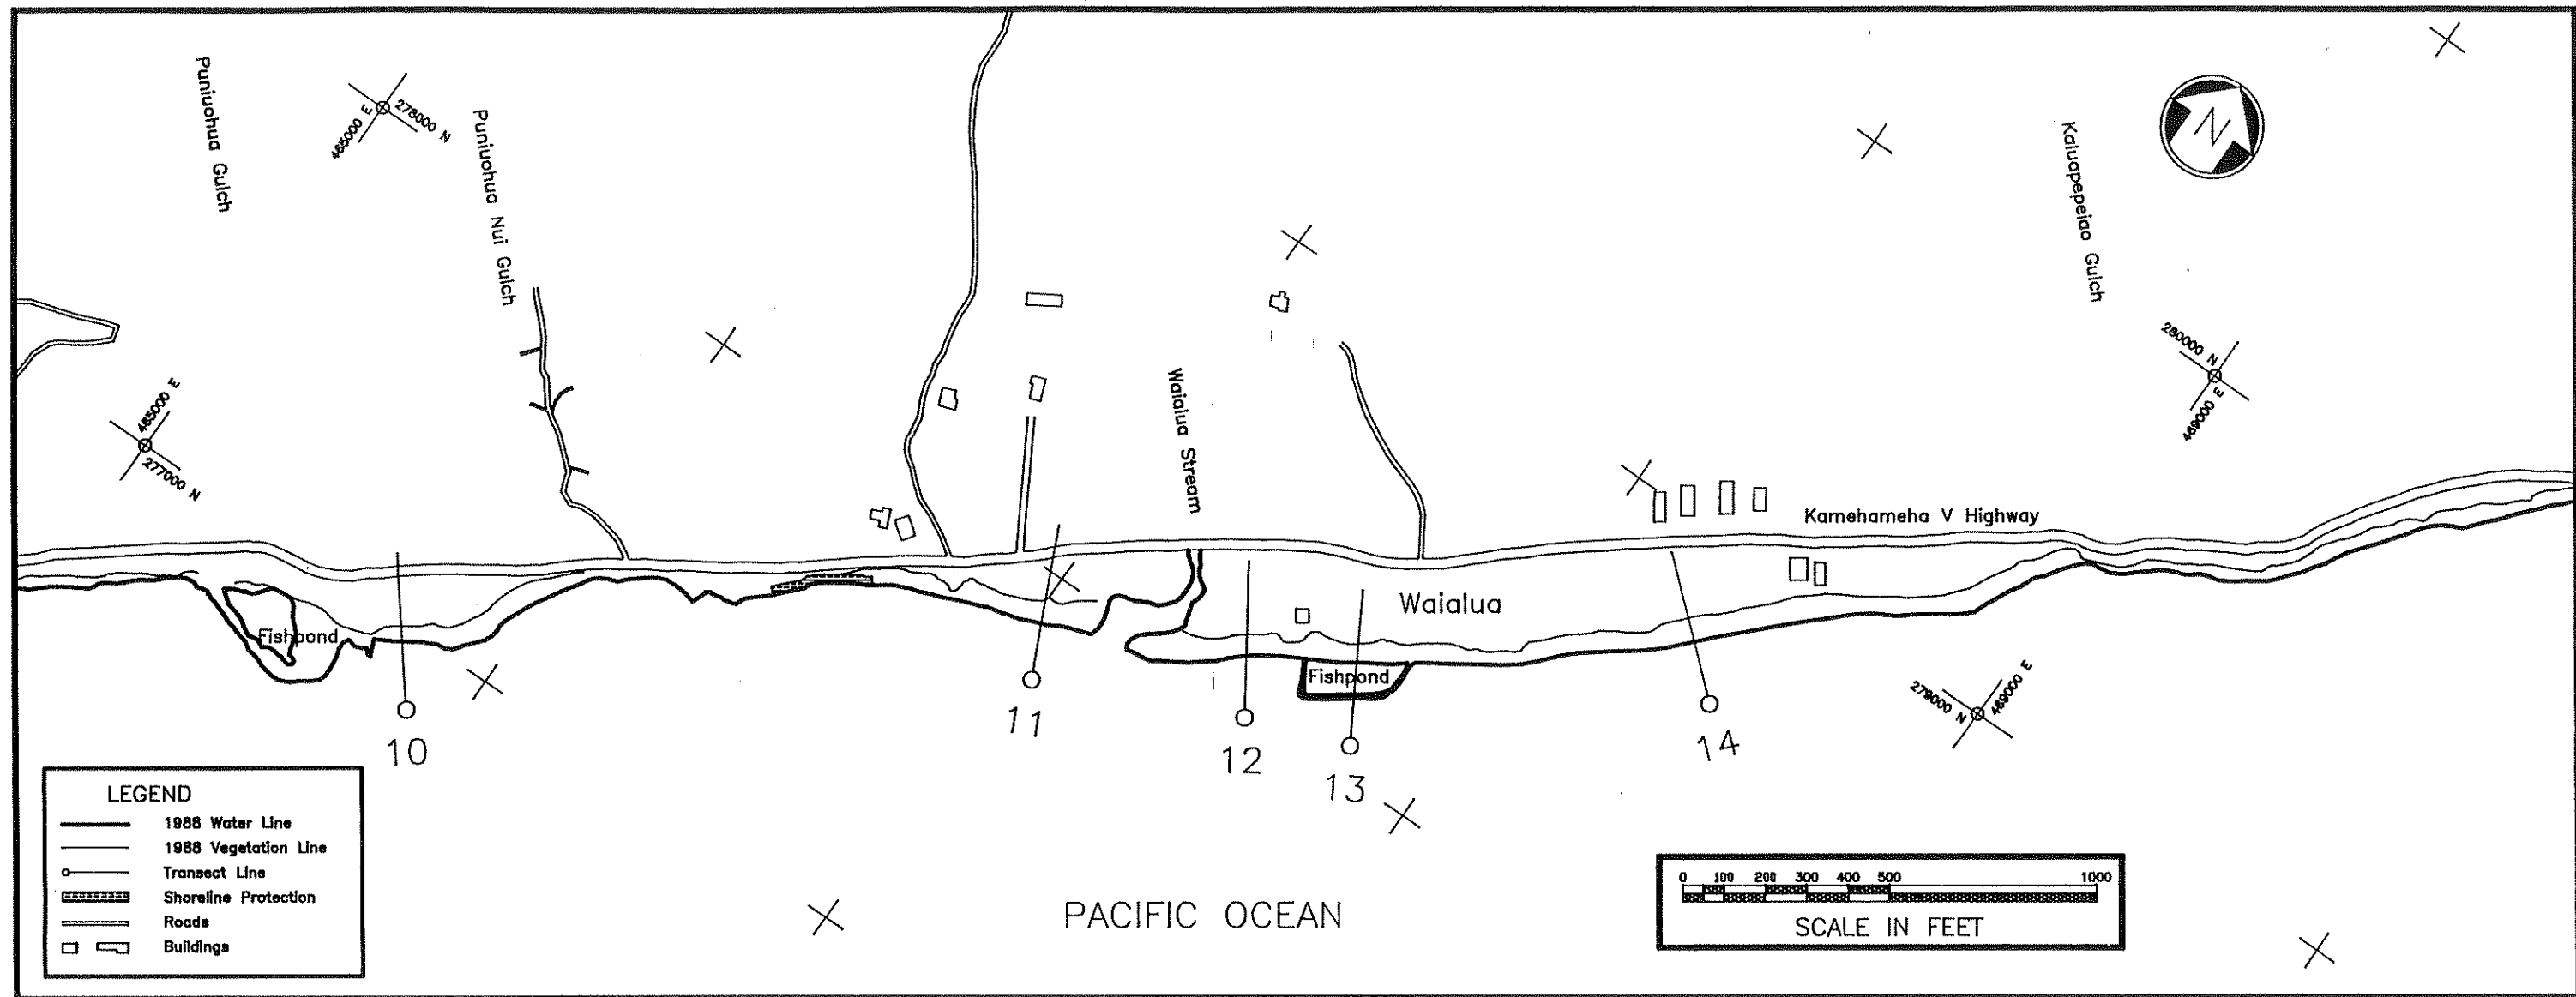 Puniuohua Gulch
465000 E
278000 N
Puniuohua Nui Gulch
N
Kaluapepeiao Gulch
280000 N
469000 E
465000 E
277000 N
Waialua Stream
Kamehameha V Highway
Waialua
Fishpond
Fishpond
279000 N
469000 E
10
11
12
13
14
LEGEND
1988 Water Line
1988 Vegetation Line
Transect Line
Shoreline Protection
Roads
Buildings
PACIFIC OCEAN
0 100 200 300 400 500 1000
SCALE IN FEET